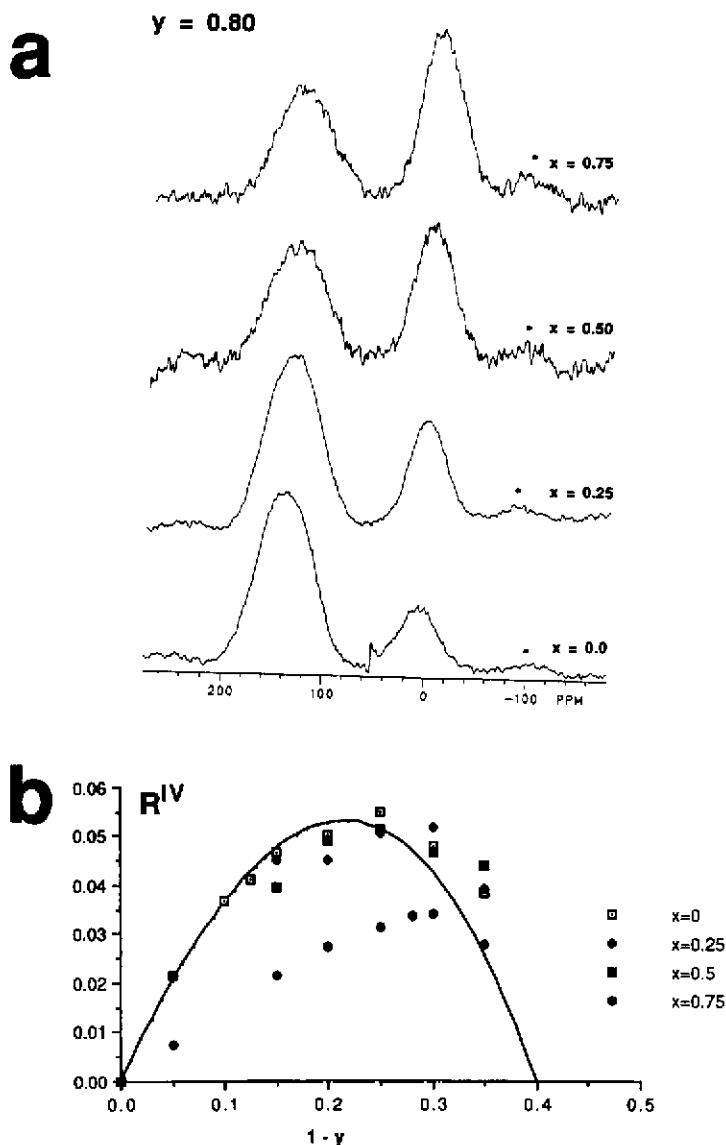 a
y = 0.80
* x = 0.75
* x = 0.50
* x = 0.25
* x = 0.0
200 100 0 -100 PPM
b
R^IV
0.06
0.05
0.04
0.03
0.02
0.01
0.00
0.0 0.1 0.2 0.3 0.4 0.5
1 - y
x=0
x=0.25
x=0.5
x=0.75